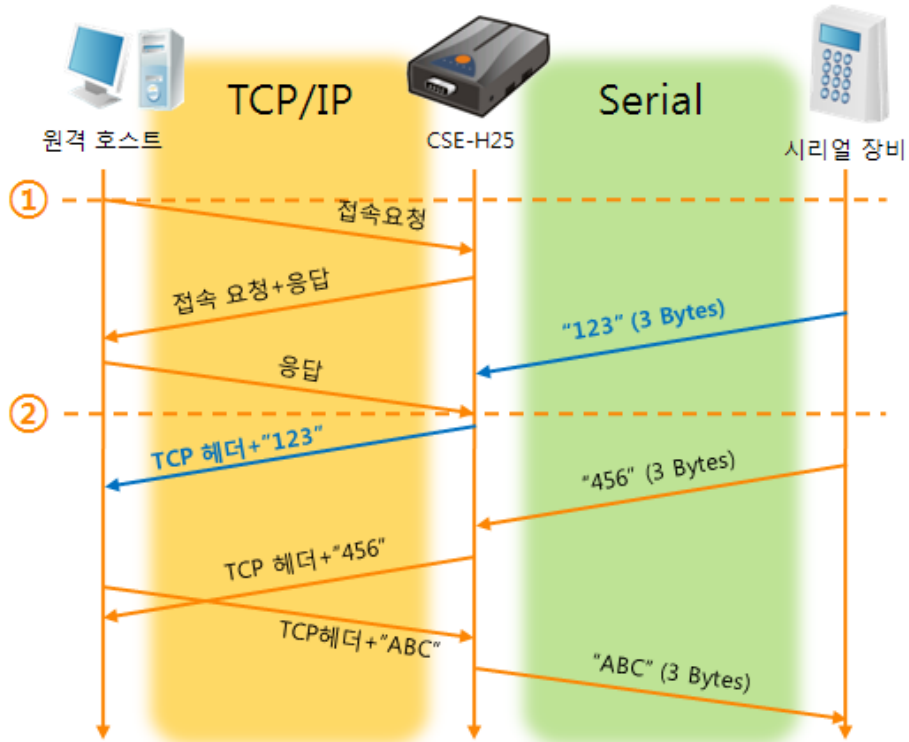 TCP/IP
Serial
원격 호스트
CSE-H25
시리얼 장비
①
접속요청
접속 요청+응답
“123” (3 Bytes)
응답
②
TCP 헤더+“123”
“456” (3 Bytes)
TCP 헤더+“456”
TCP헤더+“ABC”
“ABC” (3 Bytes)